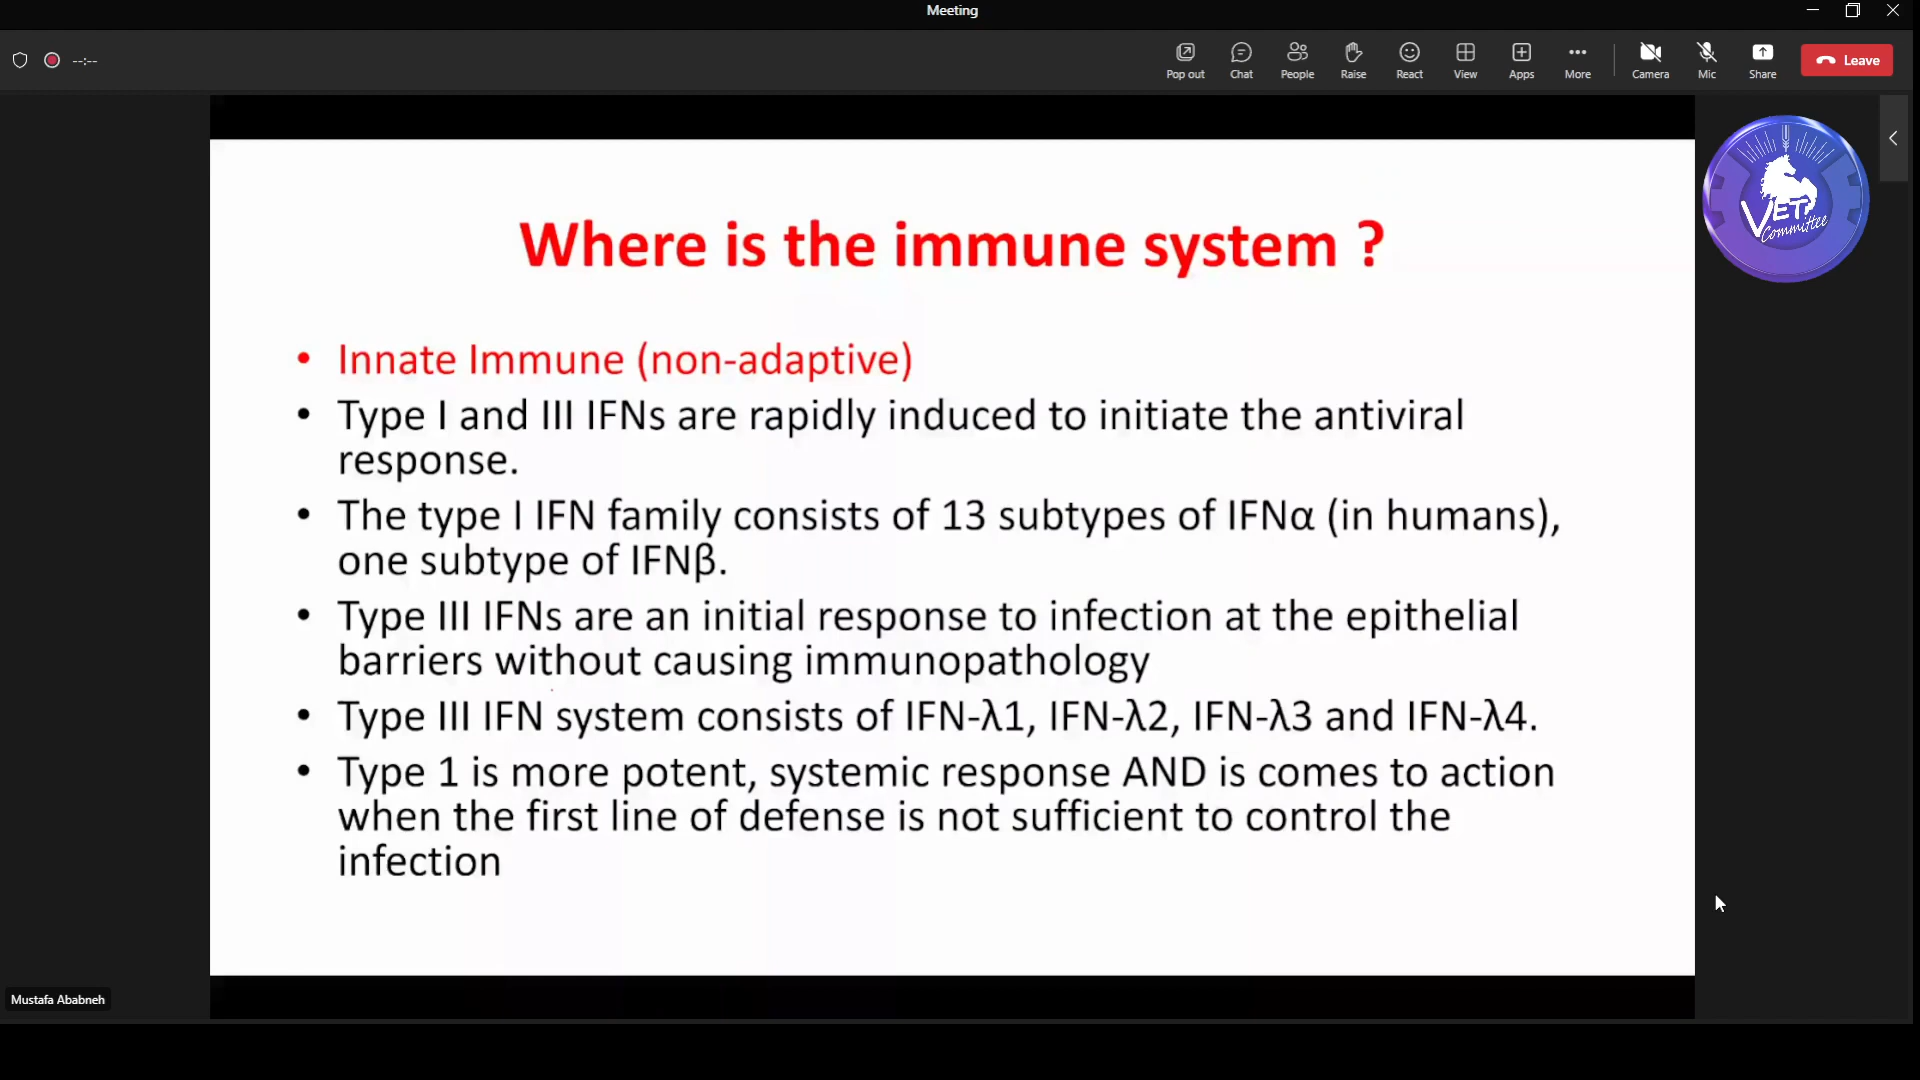 Meeting
--:--
Pop out
Chat
People
Raise
React
View
Apps
More
Camera
Mic
Share
Leave
VET
Committee
Where is the immune system ?
• Innate Immune (non-adaptive)
• Type I and III IFNs are rapidly induced to initiate the antiviral
response.
• The type I IFN family consists of 13 subtypes of IFNα (in humans),
one subtype of IFNβ.
• Type III IFNs are an initial response to infection at the epithelial
barriers without causing immunopathology
• Type III IFN system consists of IFN-λ1, IFN-λ2, IFN-λ3 and IFN-λ4.
• Type 1 is more potent, systemic response AND is comes to action
when the first line of defense is not sufficient to control the
infection
Mustafa Ababneh